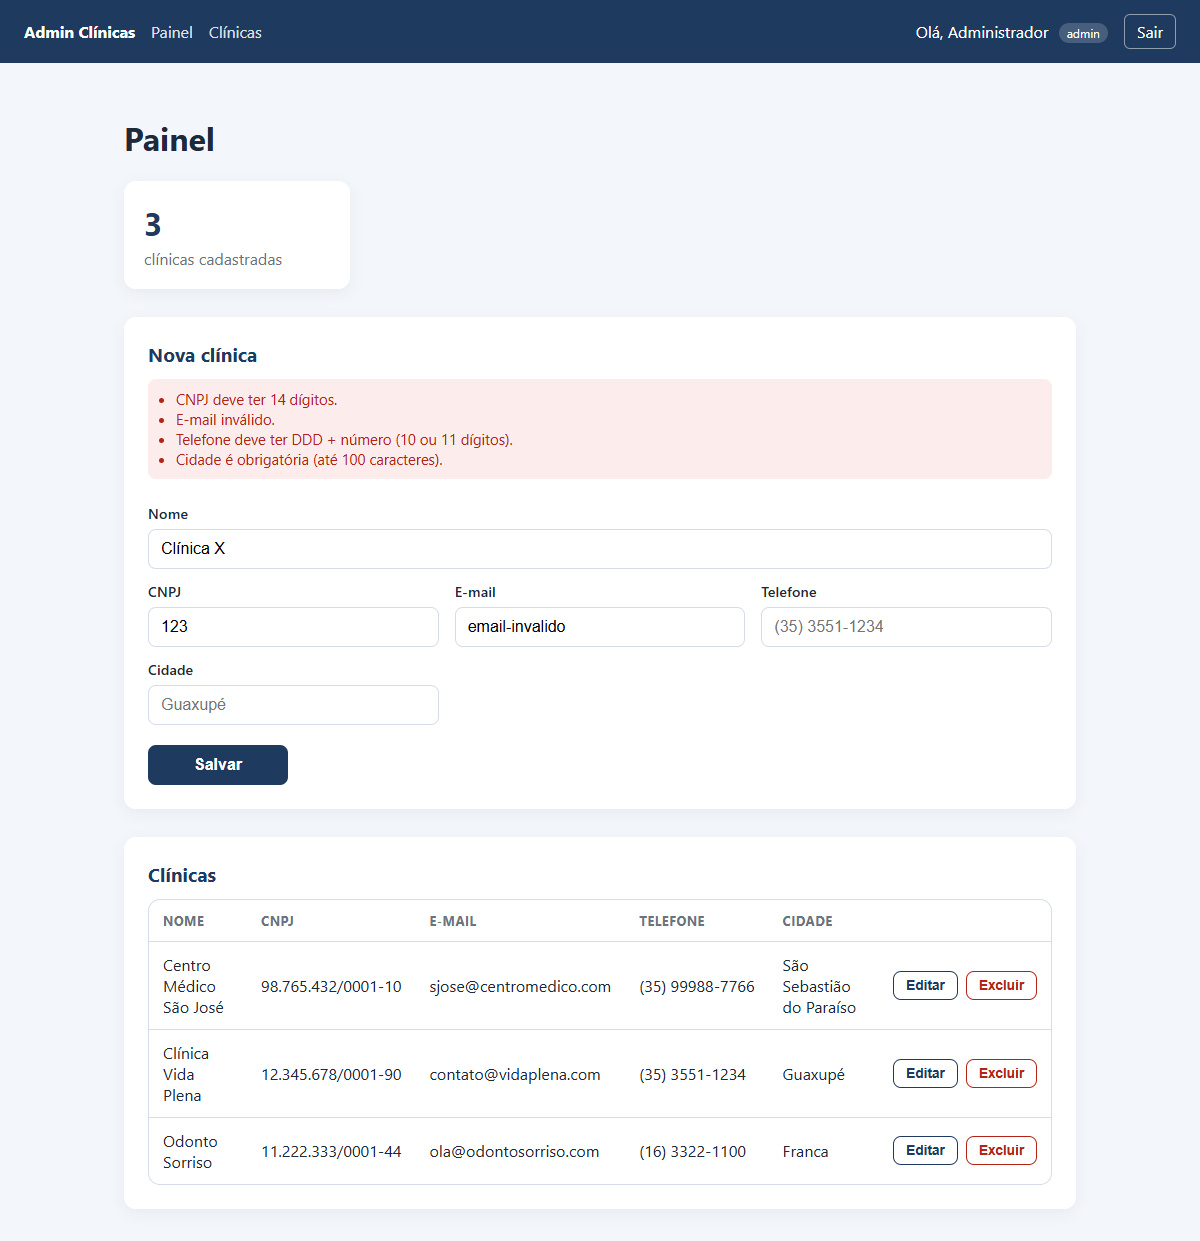 Admin Clínicas Painel Clínicas Olá, Administrador admin Sair
Painel
3
clínicas cadastradas
Nova clínica
• CNPJ deve ter 14 dígitos.
• E-mail inválido.
• Telefone deve ter DDD + número (10 ou 11 dígitos).
• Cidade é obrigatória (até 100 caracteres).
Nome
Clínica X
CNPJ E-mail Telefone
123 email-invalido (35) 3551-1234
Cidade
Guaxupé
Salvar
Clínicas
NOME CNPJ E-MAIL TELEFONE CIDADE
Centro
Médico
São José
98.765.432/0001-10 sjose@centromedico.com (35) 99988-7766
São
Sebastião
do Paraíso
Editar Excluir
Clínica
Vida
Plena
12.345.678/0001-90 contato@vidaplena.com (35) 3551-1234 Guaxupé Editar Excluir
Odonto
Sorriso
11.222.333/0001-44 ola@odontosorriso.com (16) 3322-1100 Franca Editar Excluir